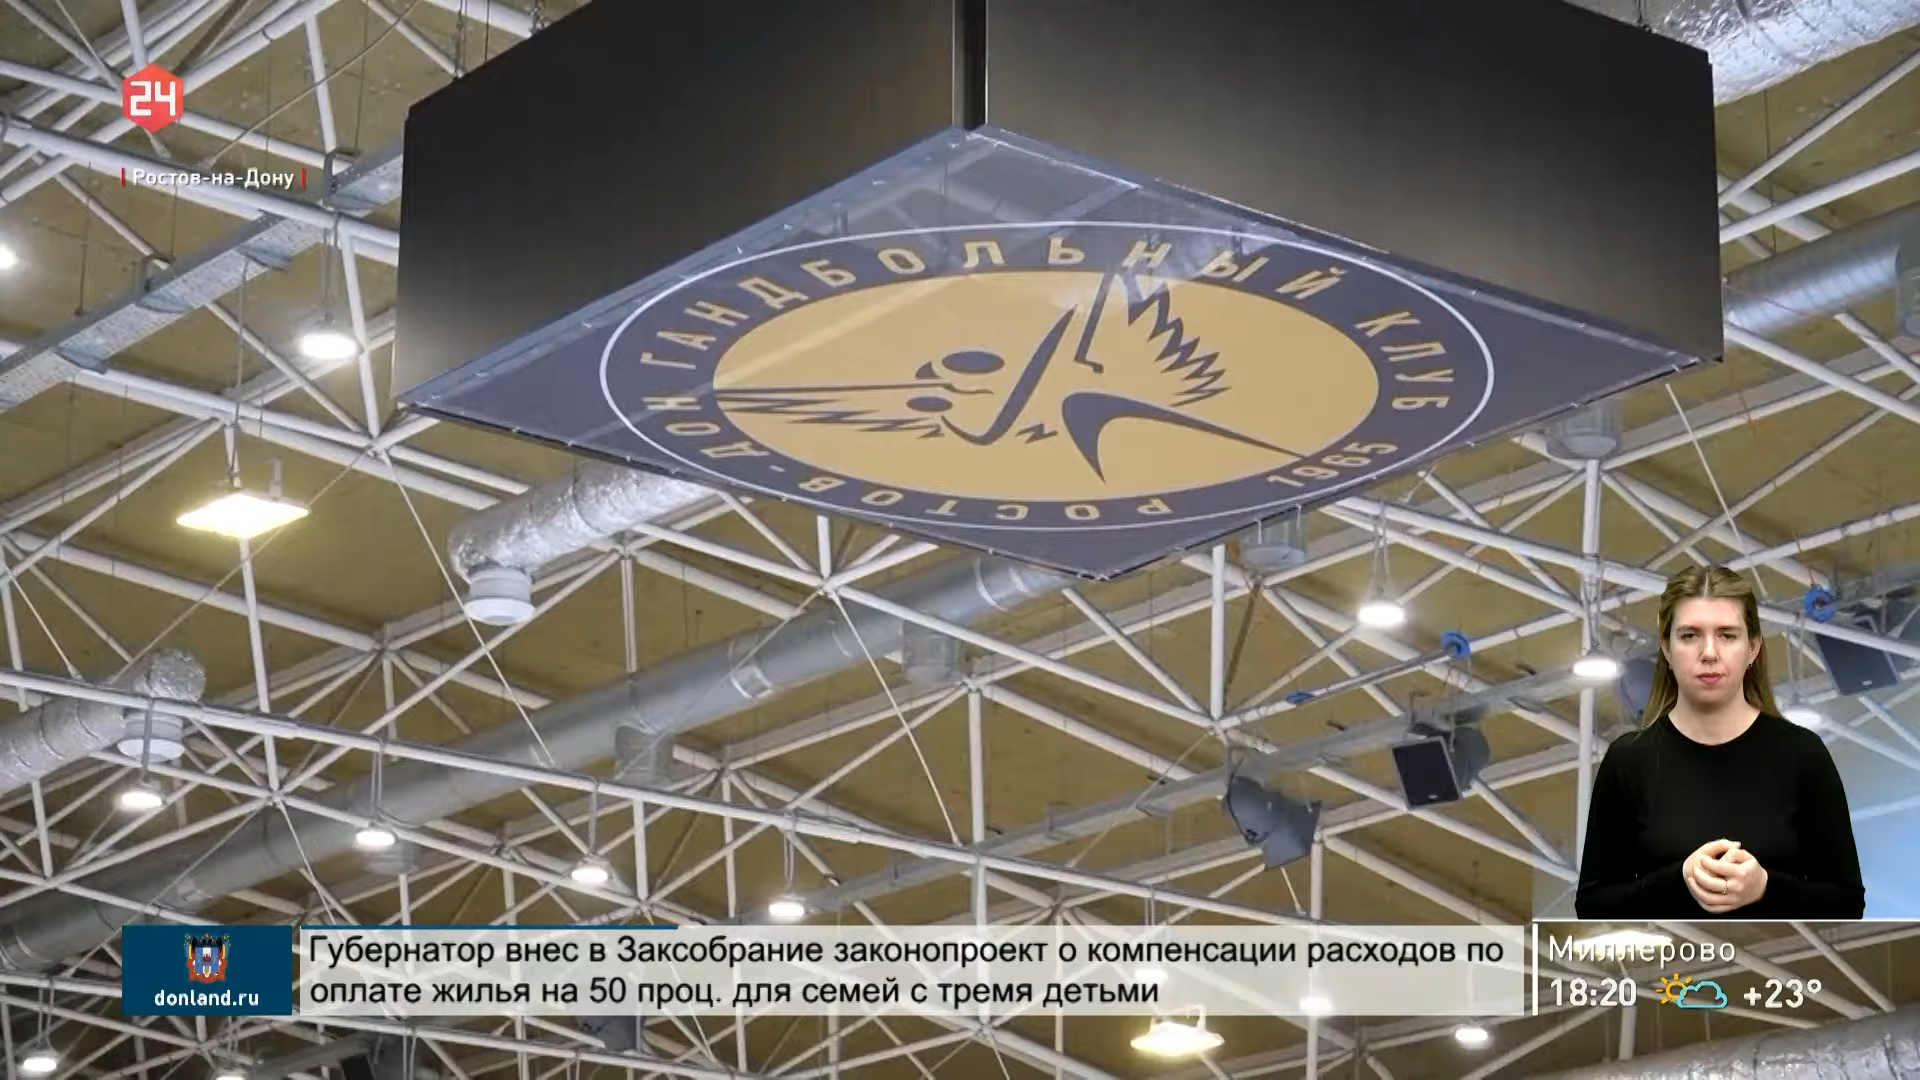 24
Ростов-на-Дону
ГАНДБОЛЬНЫЙ КЛУБ
РОСТОВ-ДОН
1965
donland.ru
Губернатор внес в Заксобрание законопроект о компенсации расходов по
оплате жилья на 50 проц. для семей с тремя детьми
Миллерово
18:20 +23°